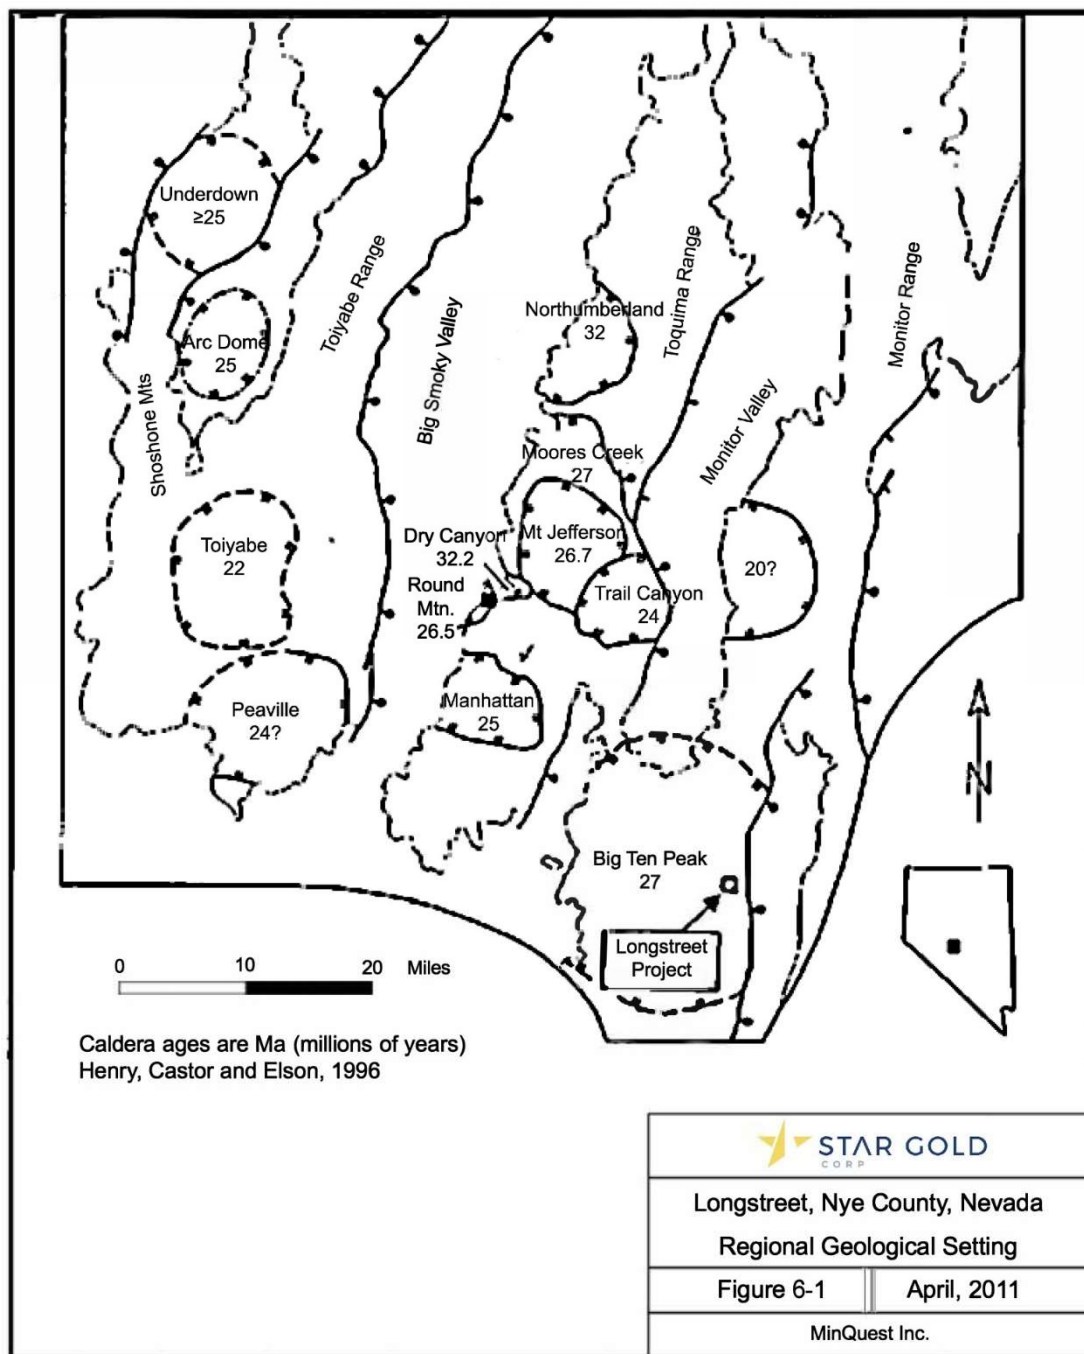 Underdown
≥25
Arc Dome
25
Shoshone Mts
Toiyabe Range
Big Smoky Valley
Northumberland
32
Toquima Range
Monitor Valley
Monitor Range
Moores Creek
27
Toiyabe
22
Dry Canyon
32.2
Mt Jefferson
26.7
Round
Mtn.
26.5
Trail Canyon
24
20?
Peaville
24?
Manhattan
25
N
Big Ten Peak
27
Longstreet
Project
0 10 20 Miles
Caldera ages are Ma (millions of years)
Henry, Castor and Elson, 1996
STAR GOLD
CORP
Longstreet, Nye County, Nevada
Regional Geological Setting
Figure 6-1
April, 2011
MinQuest Inc.